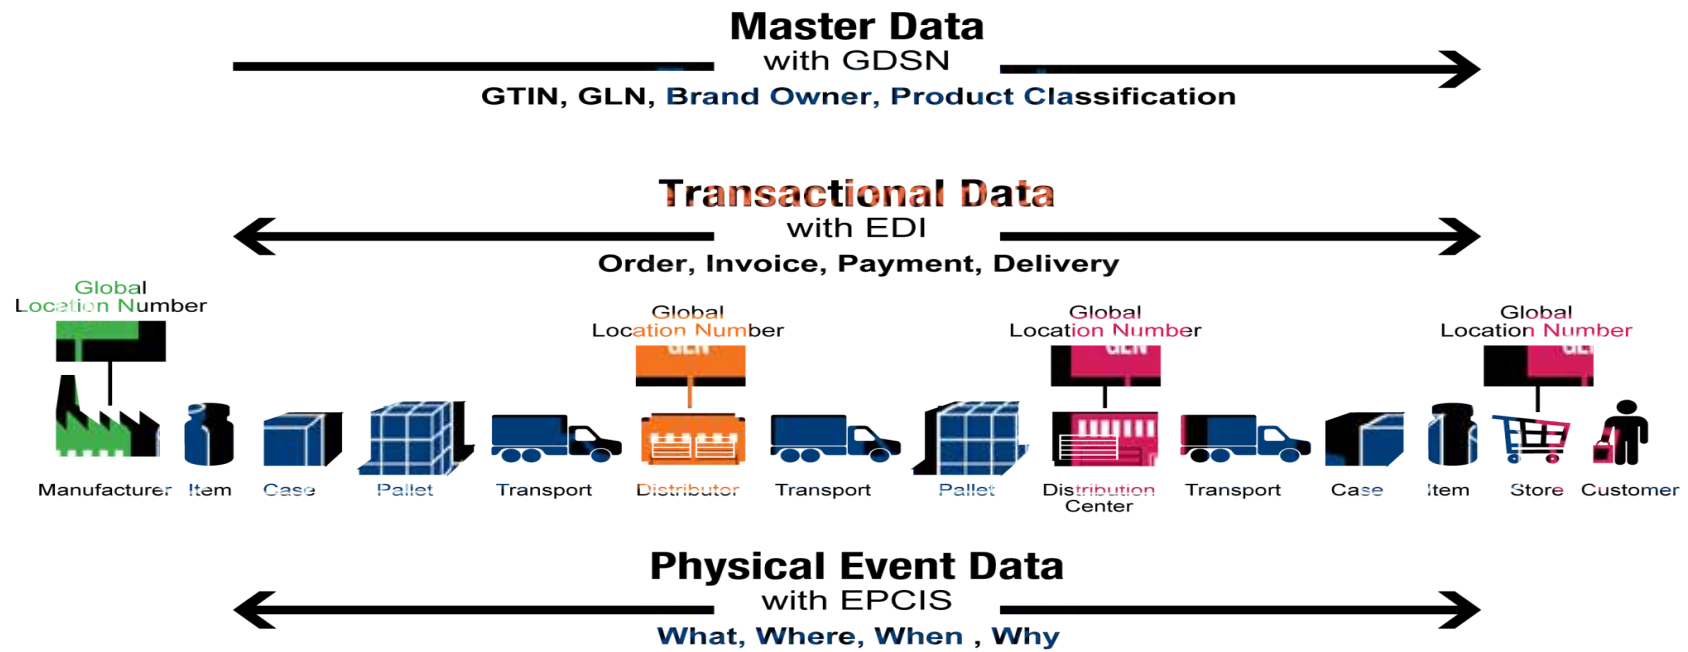 Master Data
with GDSN
GTIN, GLN, Brand Owner, Product Classification
Transactional Data
with EDI
Order, Invoice, Payment, Delivery
Global
Location Number
Global
Location Number
GLN
Global
Location Number
GLN
Global
Location Number
Manufacturer
Item
Case
Pallet
Transport
Distributor
Transport
Pallet
Distribution
Center
Transport
Case
Item
Store
Customer
Physical Event Data
with EPCIS
What, Where, When , Why